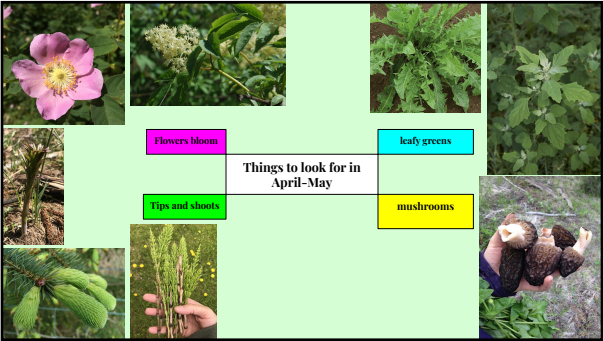 Flowers bloom
leafy greens
Things to look for in
April-May
Tips and shoots
mushrooms